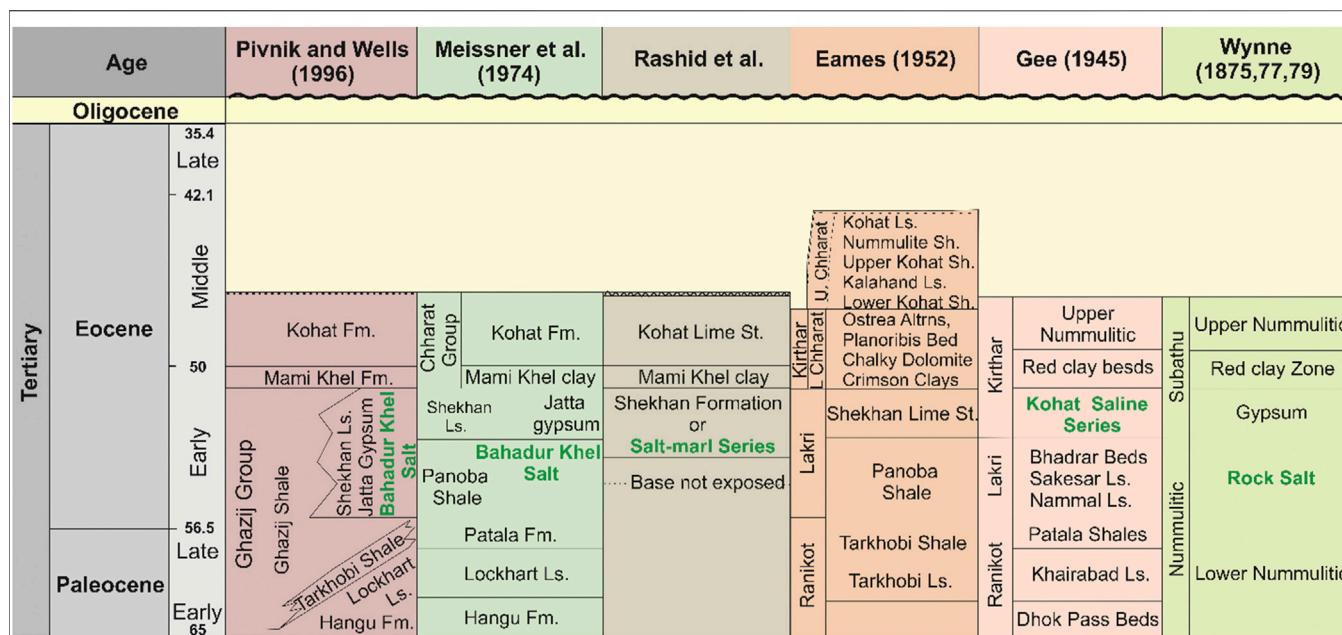 Age
Pivnik and Wells
(1996)
Meissner et al.
(1974)
Rashid et al.
Eames (1952)
Gee (1945)
Wynne
(1875,77,79)
Oligocene
Tertiary
Eocene
Paleocene
35.4
Late
42.1
Middle
50
Early
56.5
Late
Early
65
Kohat Fm.
Mami Khel Fm.
Ghazij Group
Ghazij Shale
Shekhan Ls.
Jatta Gypsum
Bahadur Khel
Salt
Tarkhobi Shale
Lockhart
Ls.
Hangu Fm.
Chharat
Group
Kohat Fm.
Mami Khel clay
Shekhan
Ls.
Jatta
gypsum
Bahadur Khel
Salt
Panoba
Shale
Patala Fm.
Lockhart Ls.
Hangu Fm.
Kohat Lime St.
Mami Khel clay
Shekhan Formation
or
Salt-marl Series
Base not exposed
U. Chharat
Kohat Ls.
Nummulite Sh.
Upper Kohat Sh.
Kalahand Ls.
Lower Kohat Sh.
Kirthar
L Chharat
Ostrea Altrns,
Planoribis Bed
Chalky Dolomite
Crimson Clays
Lakri
Shekhan Lime St.
Panoba
Shale
Ranikot
Tarkhobi Shale
Tarkhobi Ls.
Kirthar
Upper
Nummulitic
Red clay besds
Kohat Saline
Series
Lakri
Bhadrar Beds
Sakesar Ls.
Nammal Ls.
Ranikot
Patala Shales
Khairabad Ls.
Dhok Pass Beds
Subathu
Upper Nummulitic
Red clay Zone
Gypsum
Nummulitic
Rock Salt
Lower Nummulitic